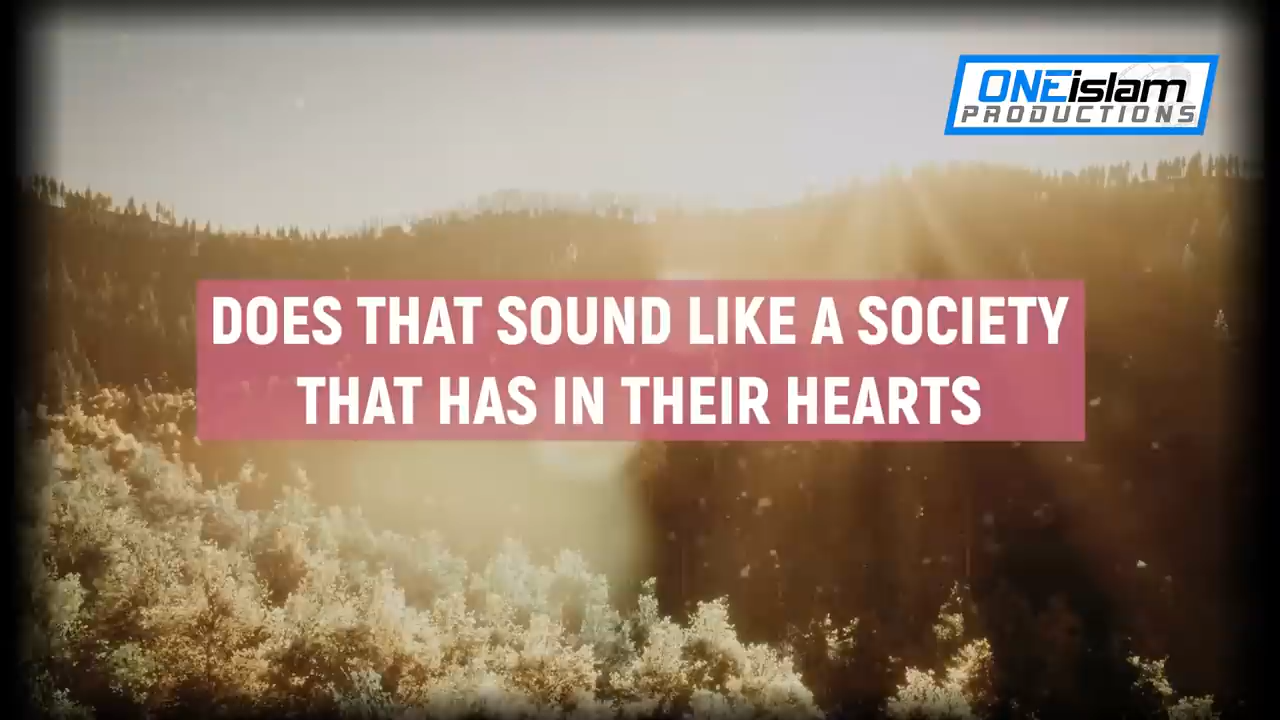 ONEislam
PRODUCTIONS
DOES THAT SOUND LIKE A SOCIETY
THAT HAS IN THEIR HEARTS